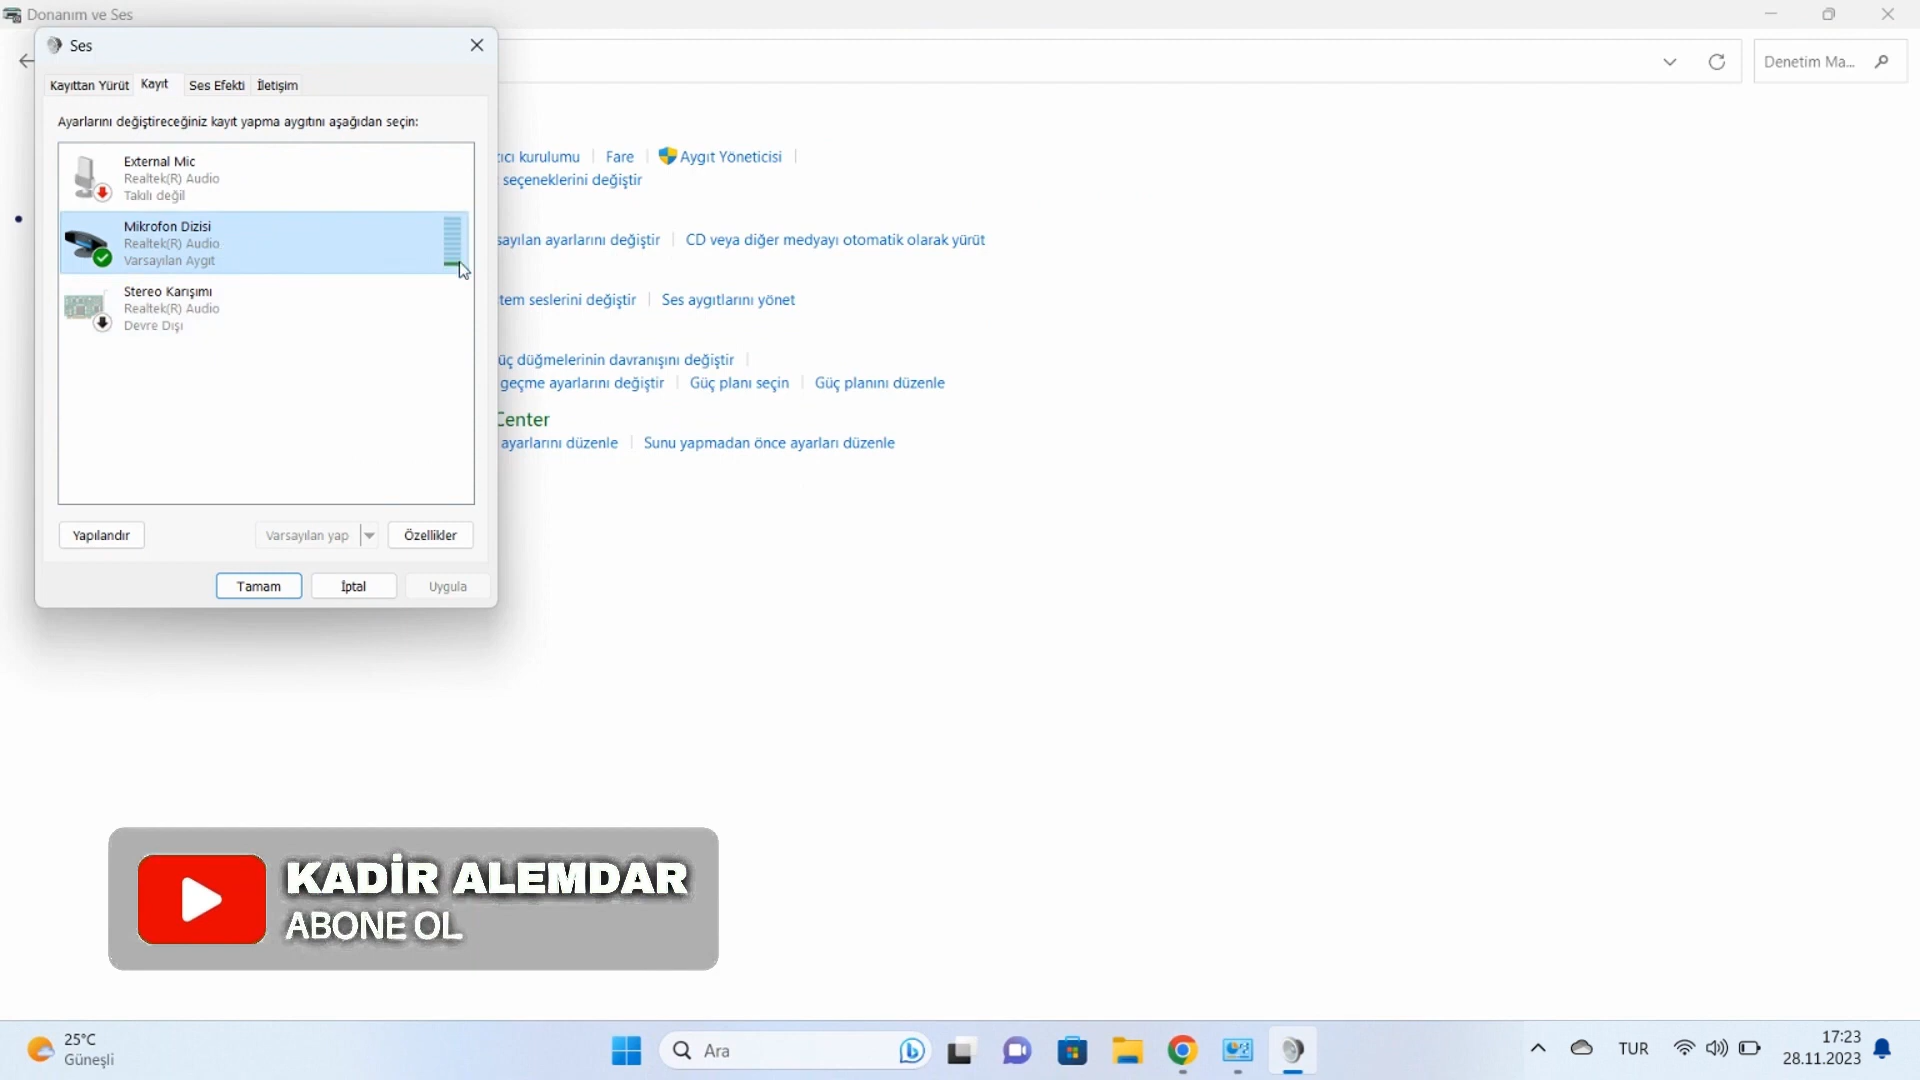 Donanım ve Ses
Ses
Denetim Ma...
Kayıttan Yürüt
Kayıt
Ses Efekti
İletişim
Ayarlarını değiştireceğiniz kayıt yapma aygıtını aşağıdan seçin:
External Mic
Realtek(R) Audio
Takılı değil
Mikrofon Dizisi
Realtek(R) Audio
Varsayılan Aygıt
Stereo Karışımı
Realtek(R) Audio
Devre Dışı
Yapılandır
Varsayılan yap
Özellikler
Tamam
İptal
Uygula
kurulumu
Fare
Aygıt Yöneticisi
seçeneklerini değiştir
ayarlarını değiştir
CD veya diğer medyayı otomatik olarak yürüt
seslerini değiştir
Ses aygıtlarını yönet
düğmelerinin davranışını değiştir
geçme ayarlarını değiştir
Güç planı seçin
Güç planını düzenle
Center
ayarlarını düzenle
Sunu yapmadan önce ayarları düzenle
KADİR ALEMDAR
ABONE OL
25°C
Güneşli
Ara
TUR
17:23
28.11.2023